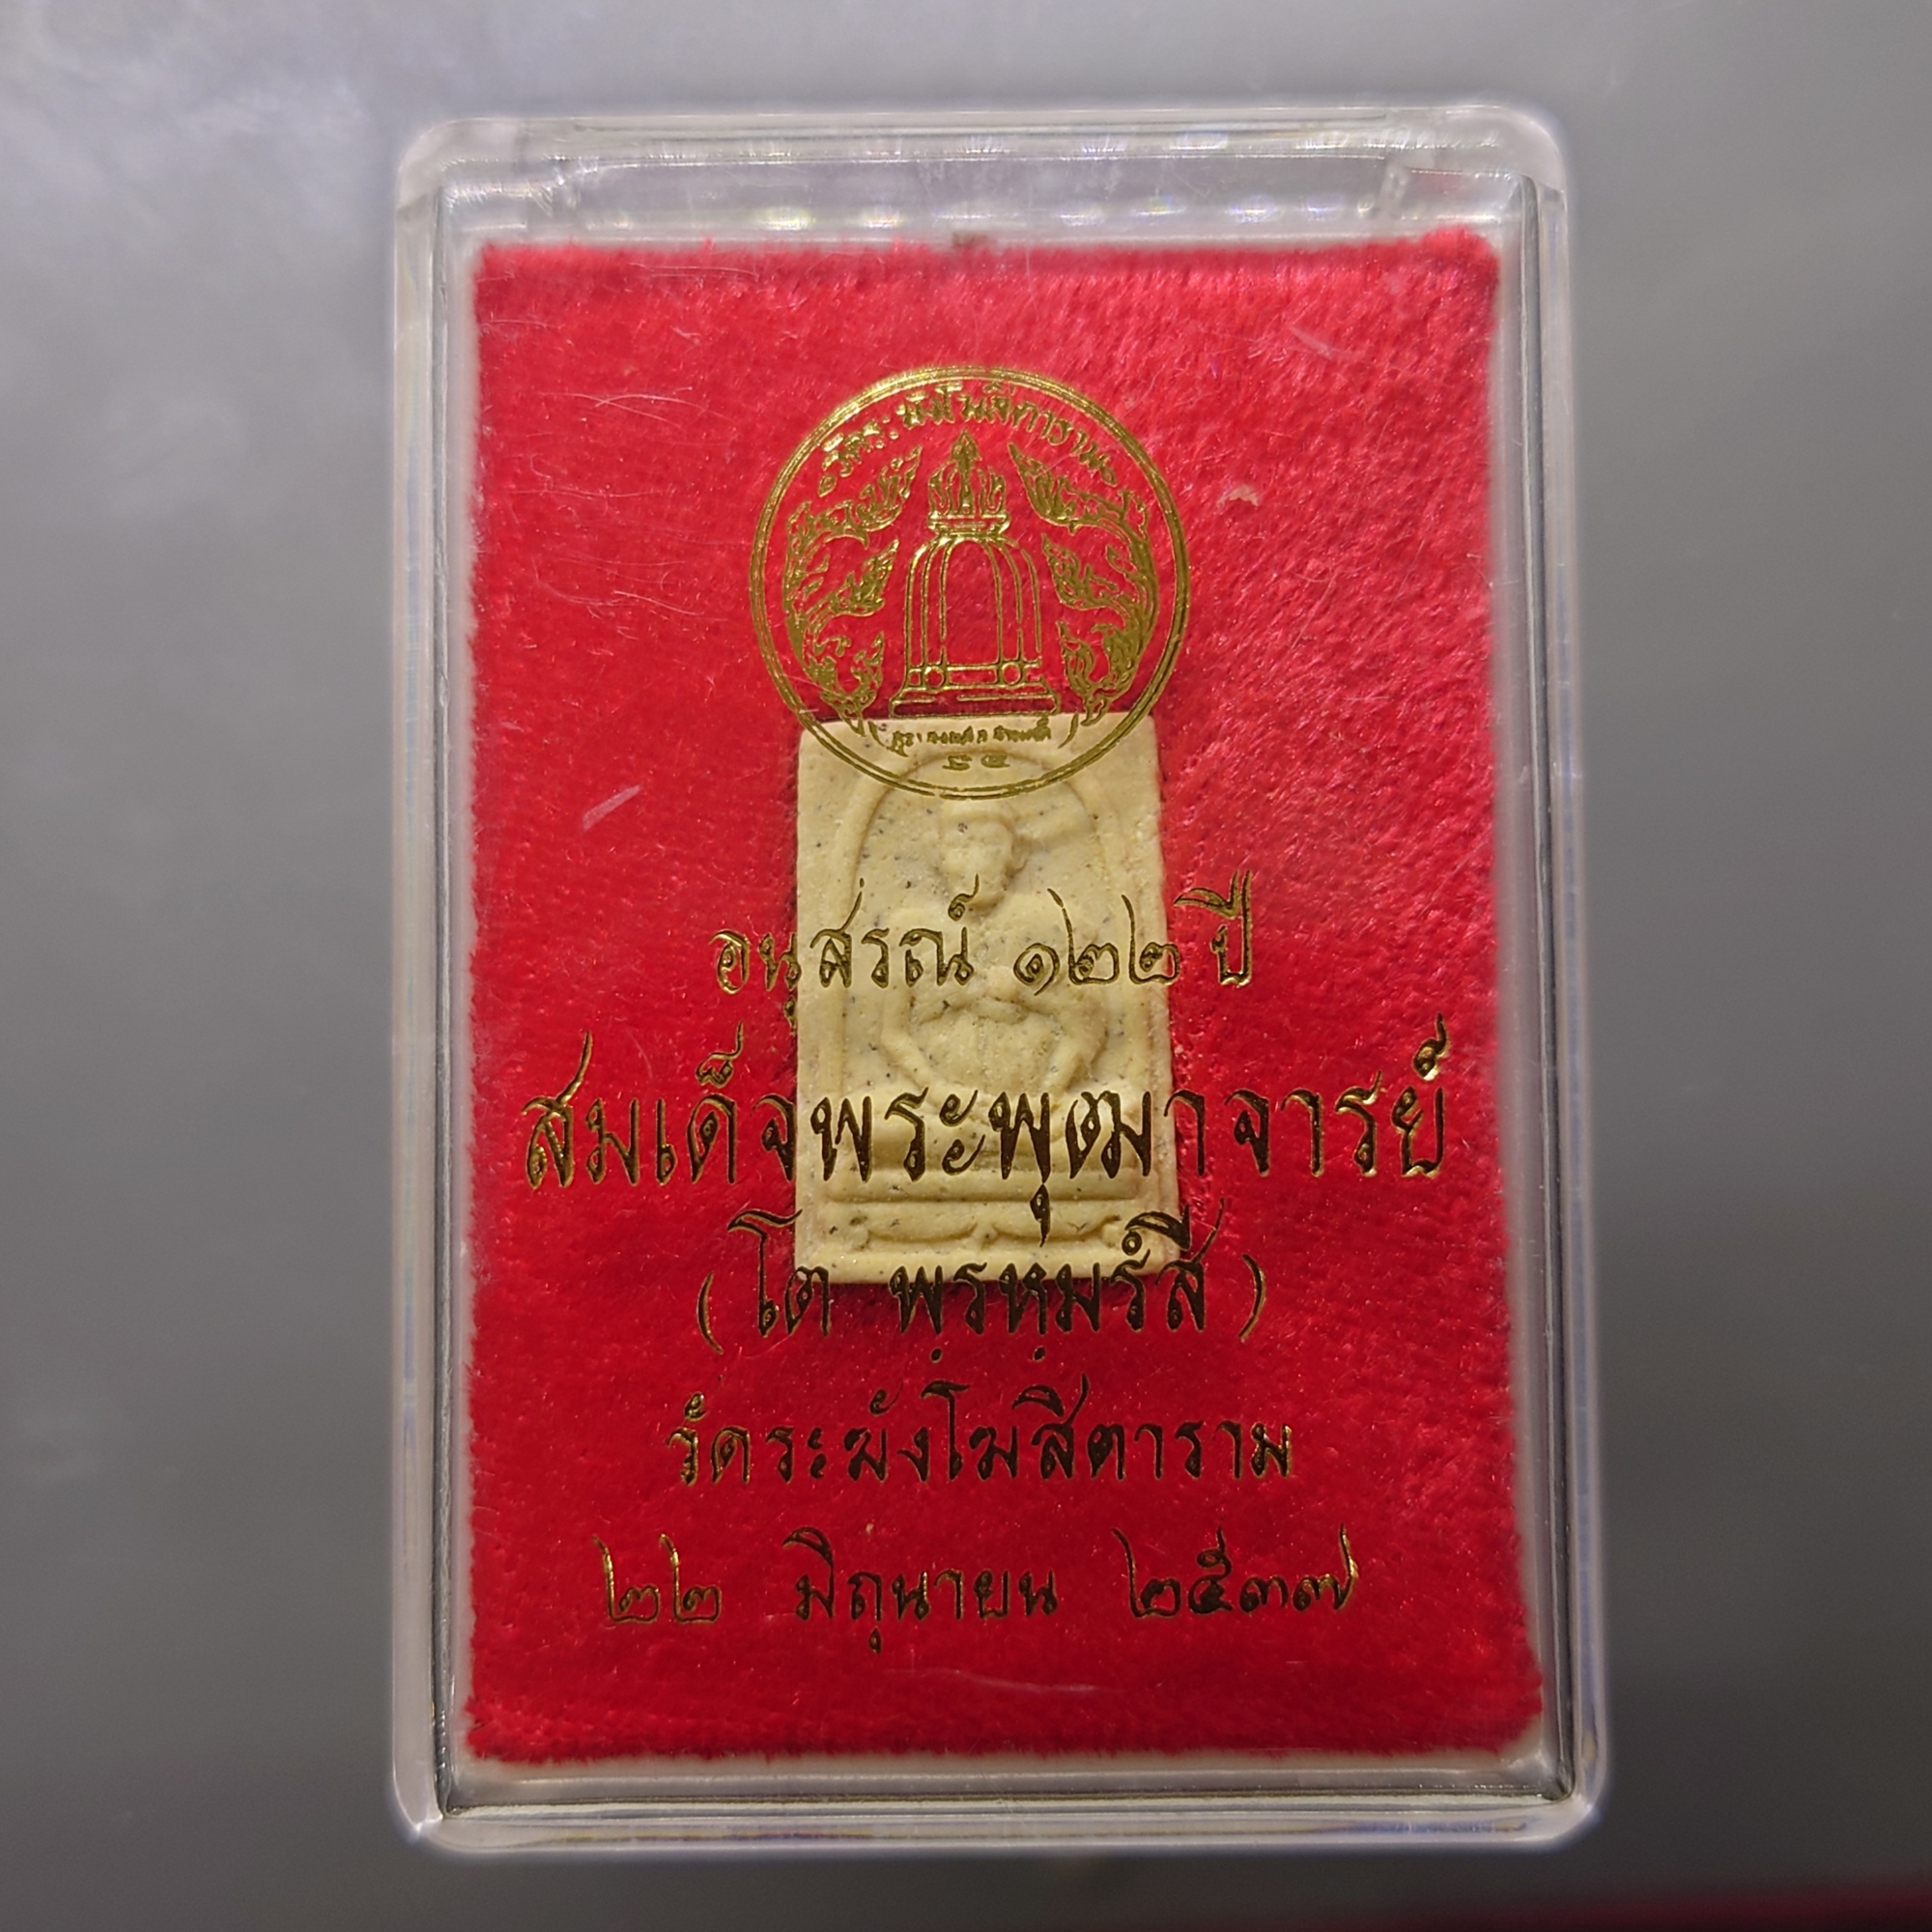 วัดระฆังโฆสิตาราม
อนุสรณ์ ๑๒๒ ปี
สมเด็จพระพุฒาจารย์
(โต พฺรหฺมรํสี)
วัดระฆังโฆสิตาราม
๒๒ มิถุนายน ๒๕๓๗